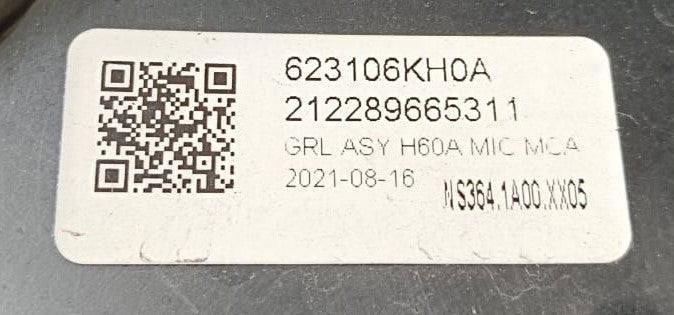 623106KH0A
212289665311
GRL ASY H60A MIC MCA
2021-08-16
NS364.1A00.XX05